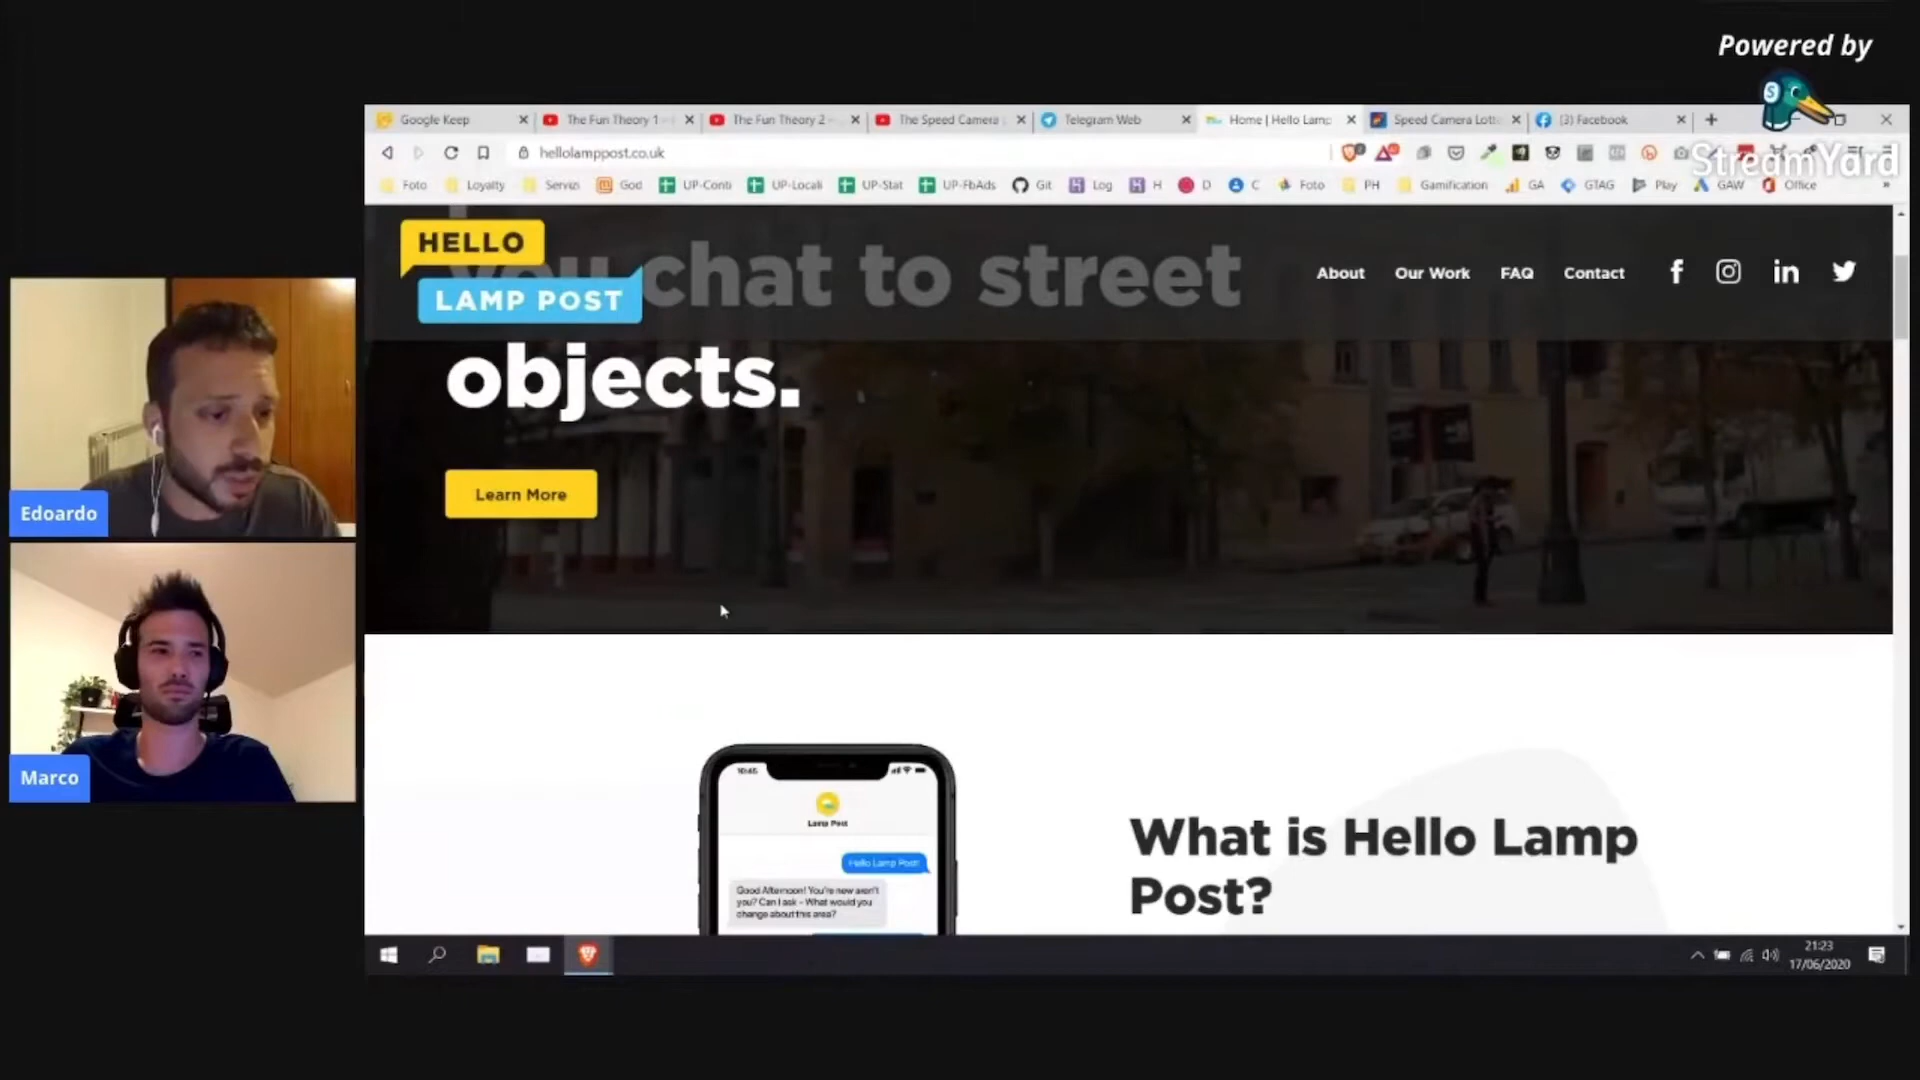 Powered by
StreamYard
Google Keep
The Fun Theory 1
The Fun Theory 2
The Speed Camera
Telegram Web
Home | Hello Lamp
Speed Camera Lott
(3) Facebook
hellolamppost.co.uk
Foto
Loyalty
Servizi
God
UP-Conti
UP-Locali
UP-Stat
UP-FbAds
Git
Log
H
D
C
Foto
PH
Gamification
GA
GTAG
Play
GAW
Office
HELLO
LAMP POST
you chat to street
objects.
About
Our Work
FAQ
Contact
Learn More
Edoardo
Marco
10:45
Lamp Post
Hello Lamp Post!
Good Afternoon! You're new aren't
you? Can I ask - What would you
change about this area?
What is Hello Lamp
Post?
21:23
17/06/2020